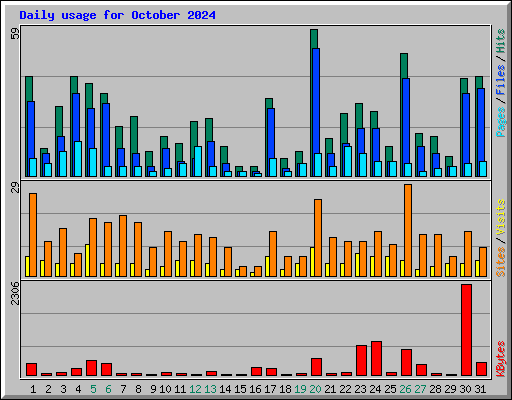 Daily usage for October 2024
59
Pages / Files / Hits
29
Sites / Visits
2306
KBytes
1 2 3 4 5 6 7 8 9 10 11 12 13 14 15 16 17 18 19 20 21 22 23 24 25 26 27 28 29 30 31